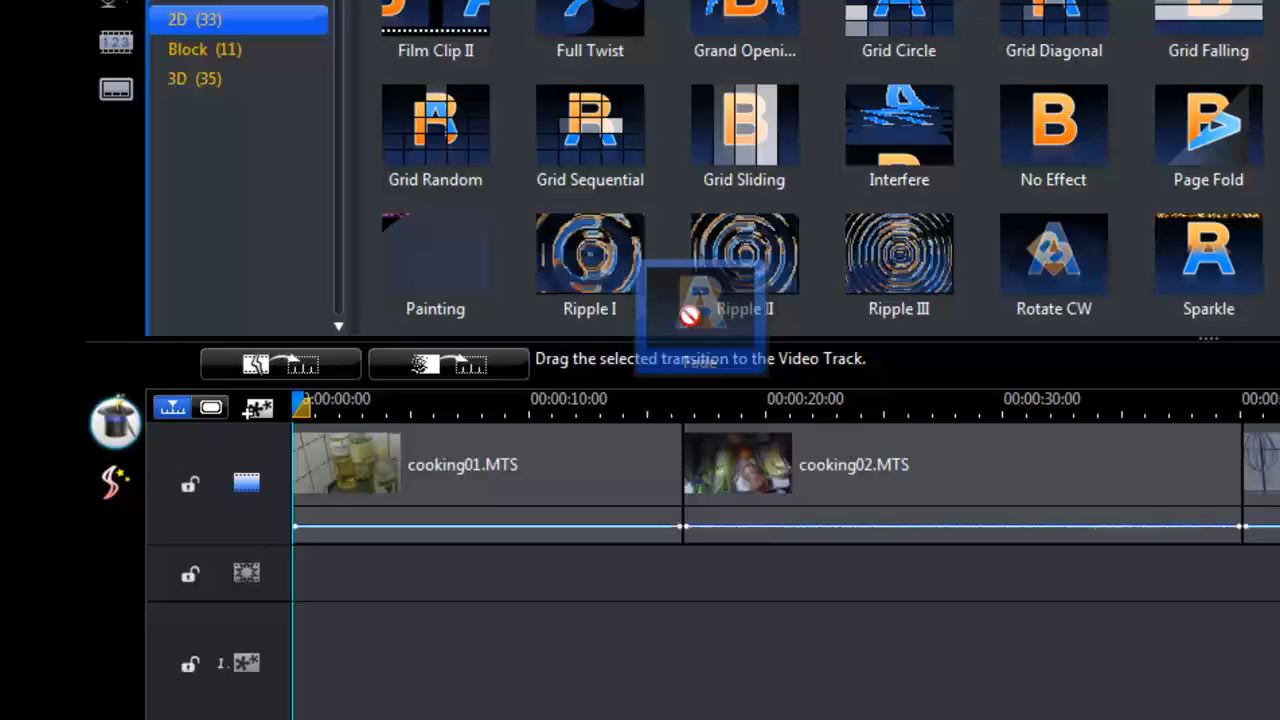 2D (33)
Block (11)
3D (35)
Film Clip II
Full Twist
Grand Openi...
Grid Circle
Grid Diagonal
Grid Falling
Grid Random
Grid Sequential
Grid Sliding
Interfere
No Effect
Page Fold
Painting
Ripple I
Ripple II
Ripple III
Rotate CW
Sparkle
Fade
Drag the selected transition to the Video Track.
0:00:00:00
00:00:10:00
00:00:20:00
00:00:30:00
00:00:
cooking01.MTS
cooking02.MTS
1.